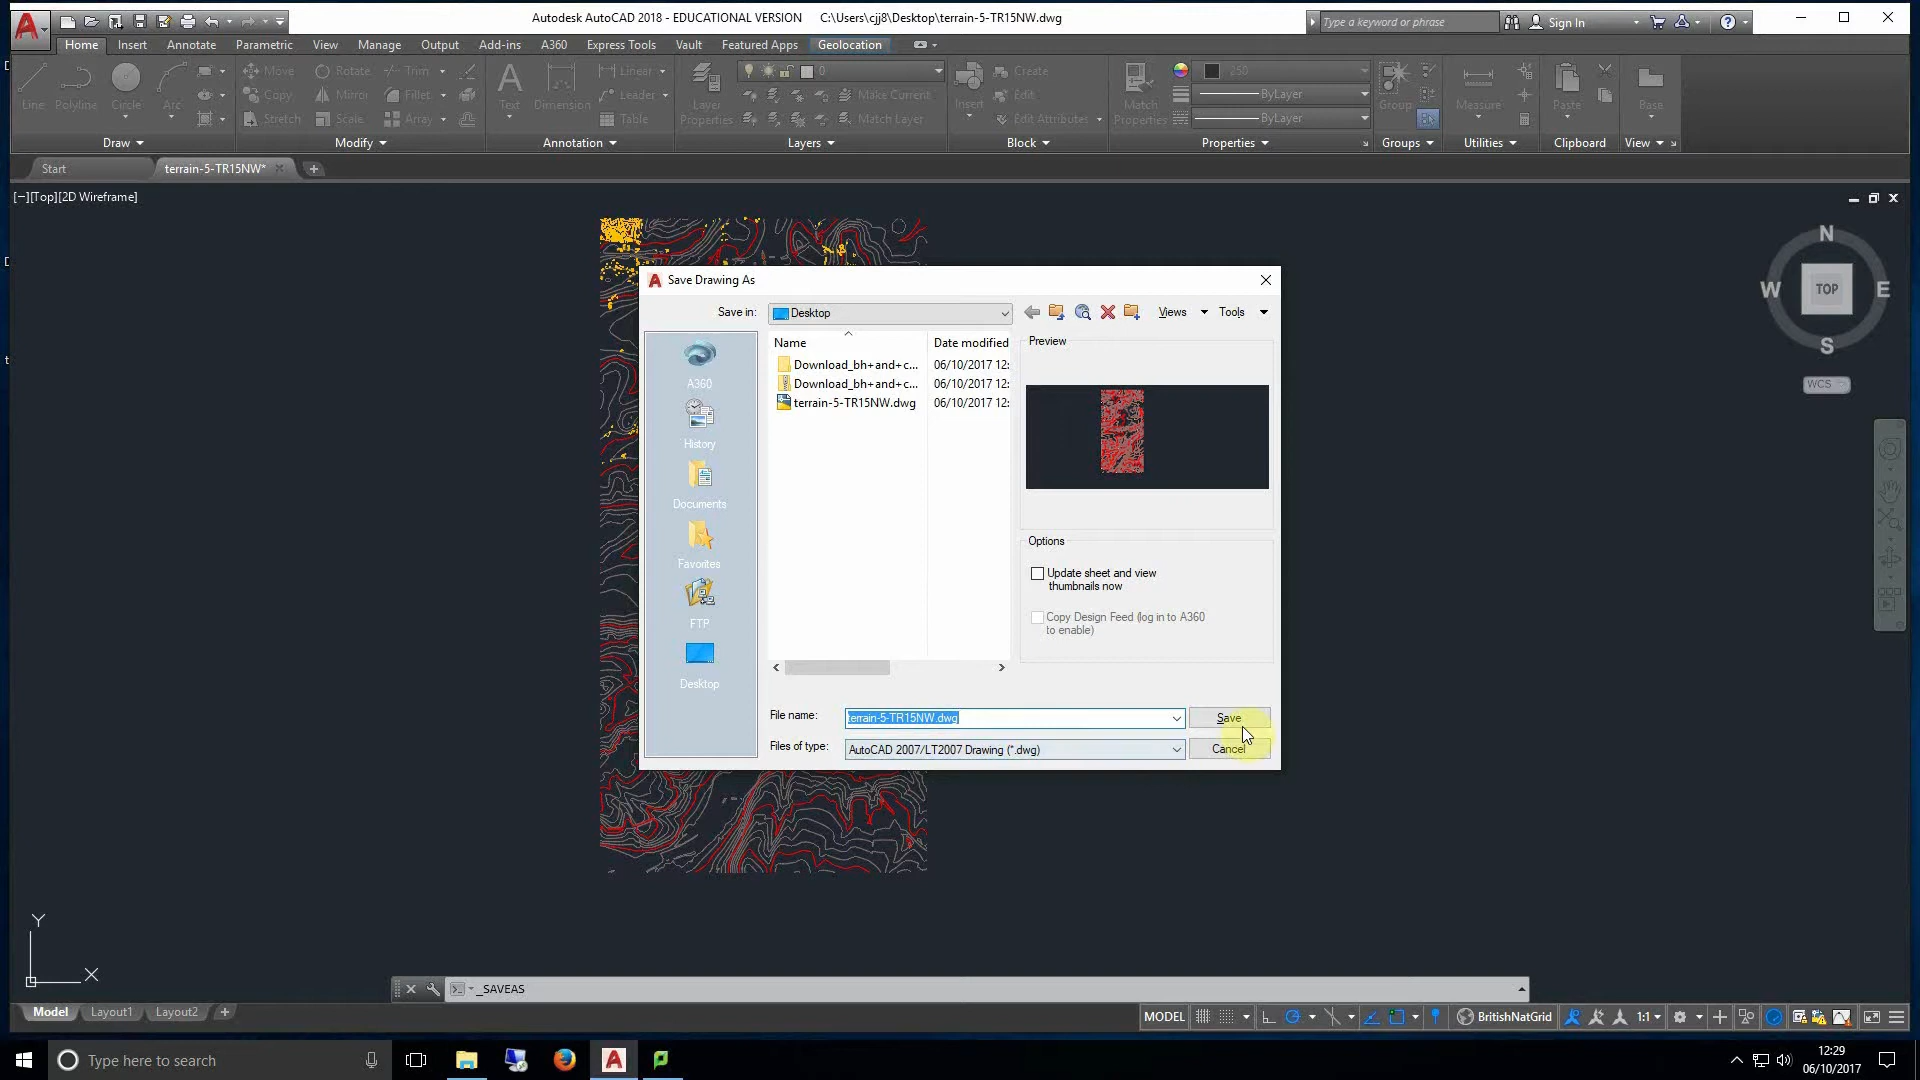 Autodesk AutoCAD 2018 - EDUCATIONAL VERSION C:\Users\cjj8\Desktop\terrain-5-TR15NW.dwg
Type a keyword or phrase
Sign In
Home Insert Annotate Parametric View Manage Output Add-ins A360 Express Tools Vault Featured Apps Geolocation
Move Rotate Trim Linear 0 Create 250
Copy Mirror Fillet Leader Make Current Edit ByLayer
Line Polyline Circle Arc Text Dimension Layer Properties Insert Match Properties Group Measure Paste Base
Stretch Scale Array Table Match Layer Edit Attributes ByLayer
Draw Modify Annotation Layers Block Properties Groups Utilities Clipboard View
Start terrain-5-TR15NW*
[−][Top][2D Wireframe]
N
W TOP E
S
WCS
Save Drawing As
Save in: Desktop Views Tools
Name Date modified Preview
Download_bh+and+c... 06/10/2017 12:
Download_bh+and+c... 06/10/2017 12:
terrain-5-TR15NW.dwg 06/10/2017 12:
A360
History
Documents
Favorites
FTP
Desktop
Options
Update sheet and view
thumbnails now
Copy Design Feed (log in to A360
to enable)
File name: terrain-5-TR15NW.dwg Save
Files of type: AutoCAD 2007/LT2007 Drawing (*.dwg) Cancel
Y
X
_SAVEAS
Model Layout1 Layout2 +
MODEL BritishNatGrid 1:1
Type here to search
12:29
06/10/2017